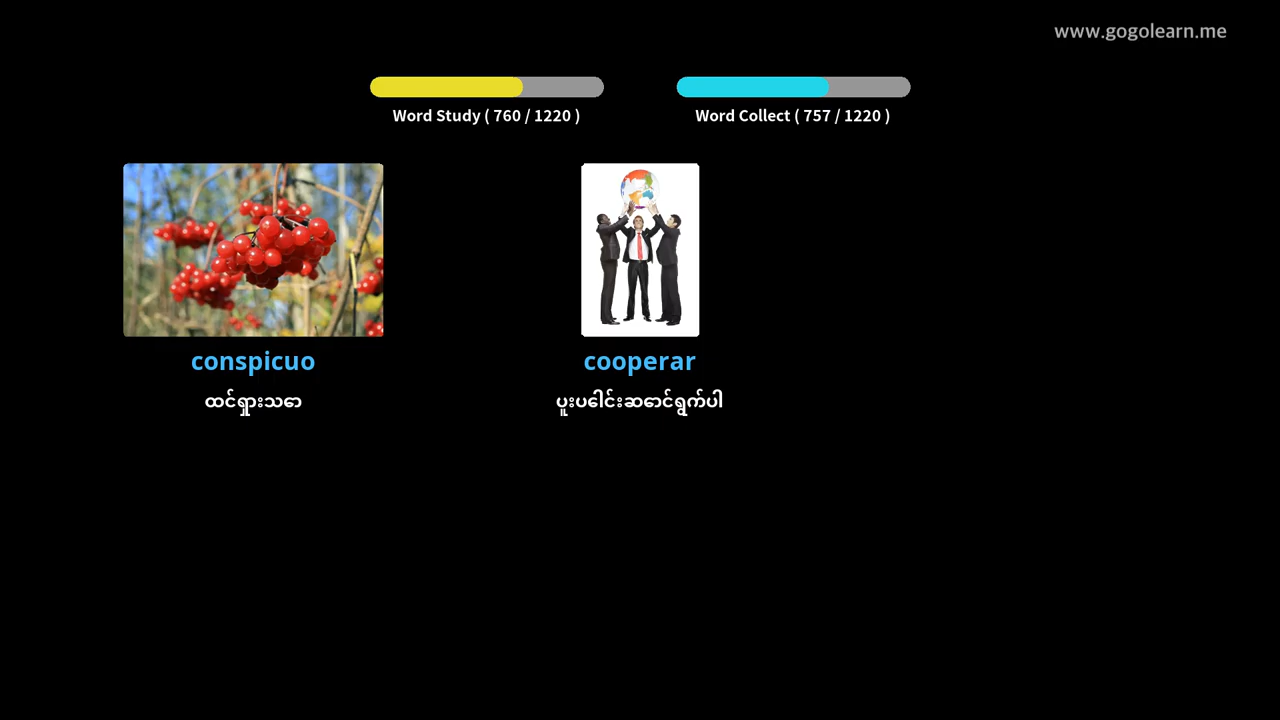 www.gogolearn.me
Word Study ( 760 / 1220 )
Word Collect ( 757 / 1220 )
conspicuo
cooperar
ထင်ရှားသော
ပူးပေါင်းဆောင်ရွက်ပါ